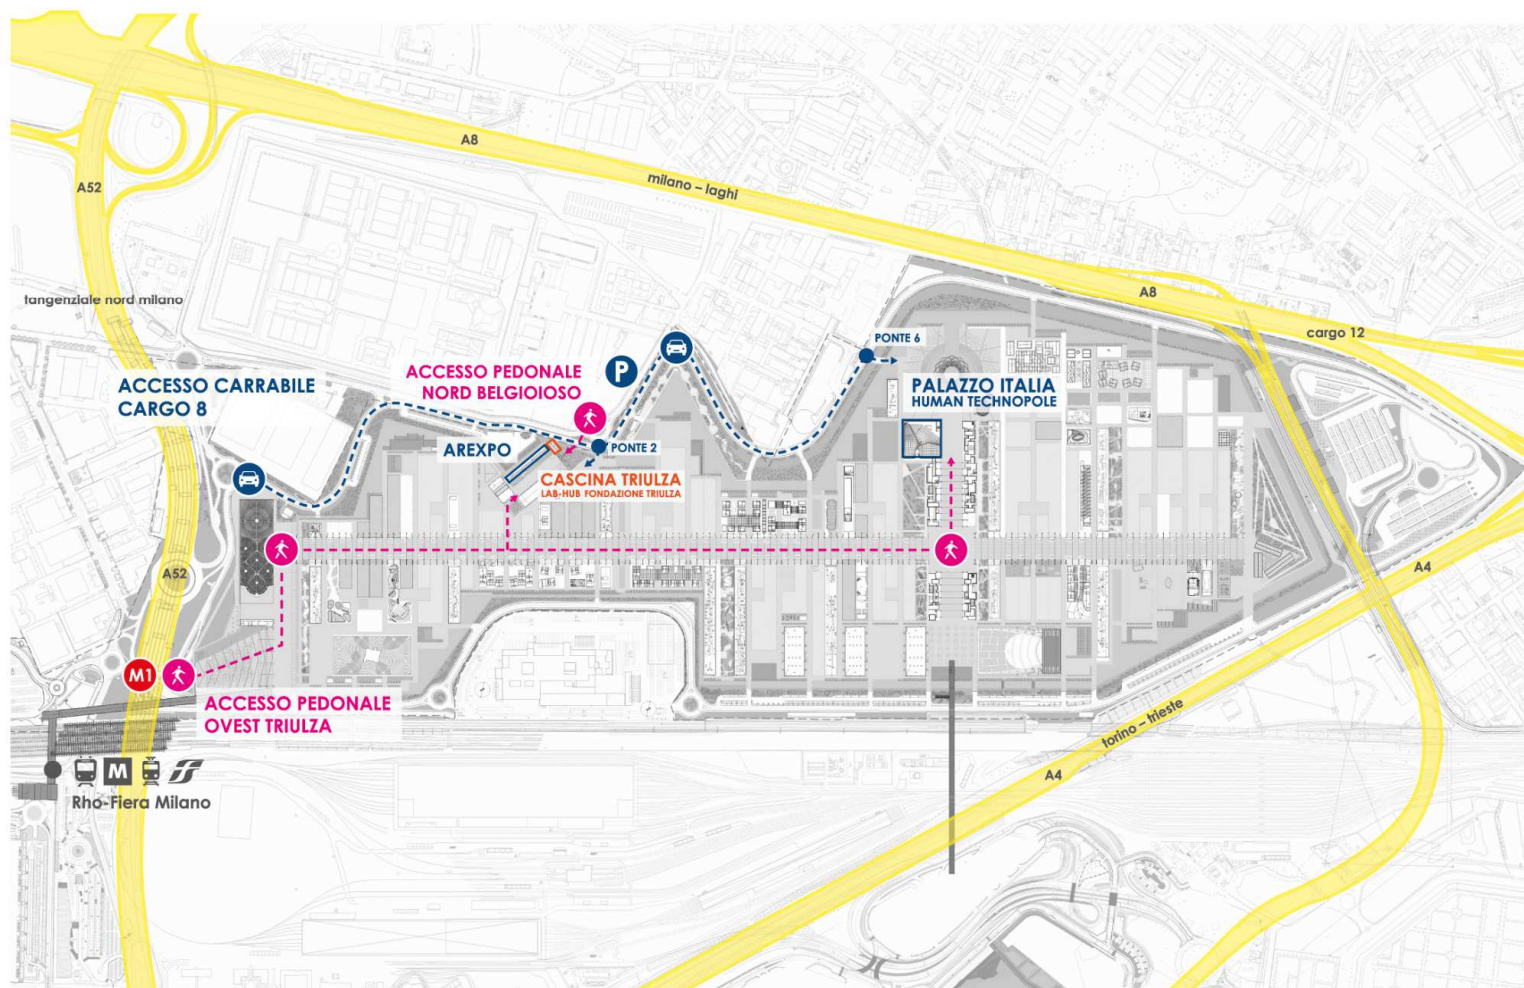 A8
A52
milano – laghi
tangenziale nord milano
A8
cargo 12
PONTE 6
ACCESSO PEDONALE
NORD BELGIOIOSO
P
ACCESSO CARRABILE
CARGO 8
PALAZZO ITALIA
HUMAN TECHNOPOLE
AREXPO
PONTE 2
CASCINA TRIULZA
LAB-HUB FONDAZIONE TRIULZA
A52
A4
M1
ACCESSO PEDONALE
OVEST TRIULZA
torino – trieste
A4
M
Rho-Fiera Milano